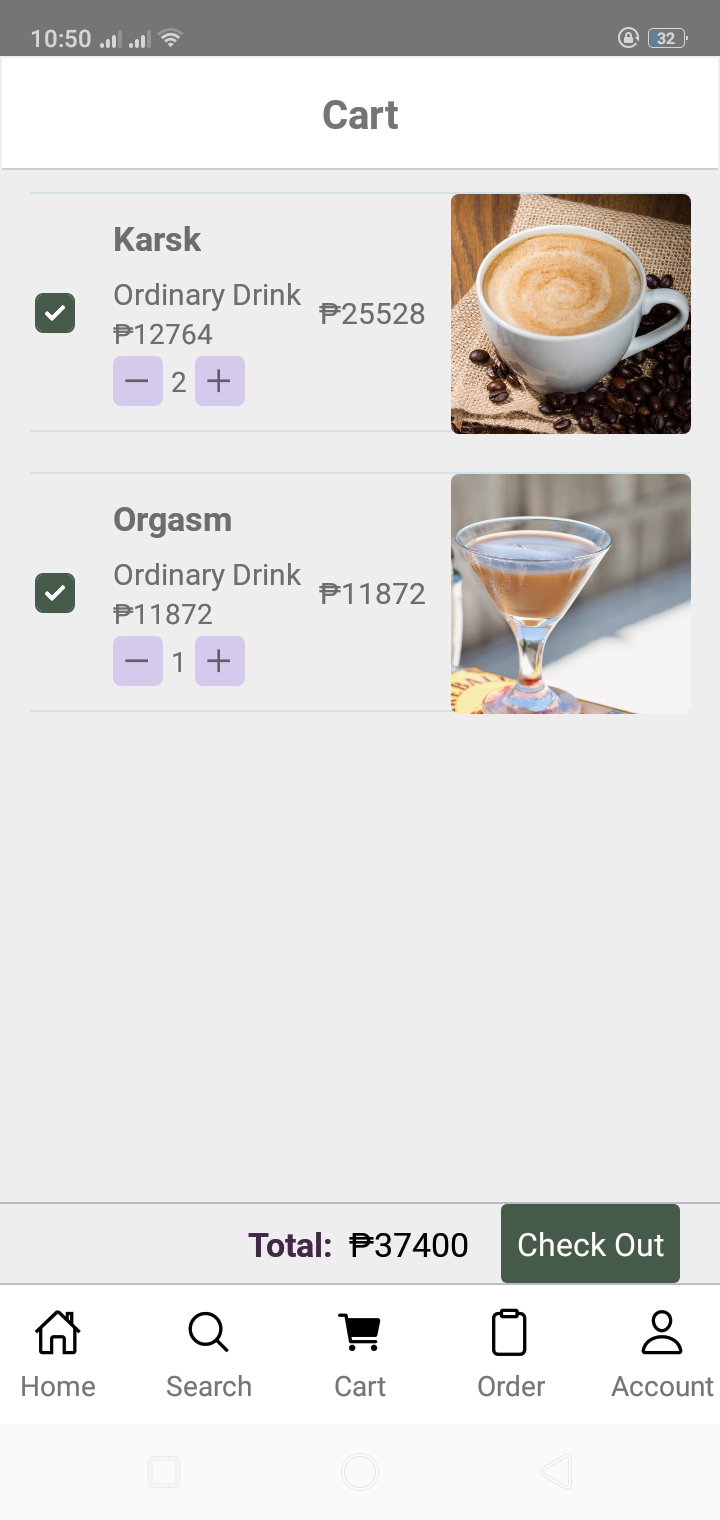 10:50
32
Cart
Karsk
Ordinary Drink
₱25528
₱12764
2
Orgasm
Ordinary Drink
₱11872
₱11872
1
Total: ₱37400
Check Out
Home
Search
Cart
Order
Account